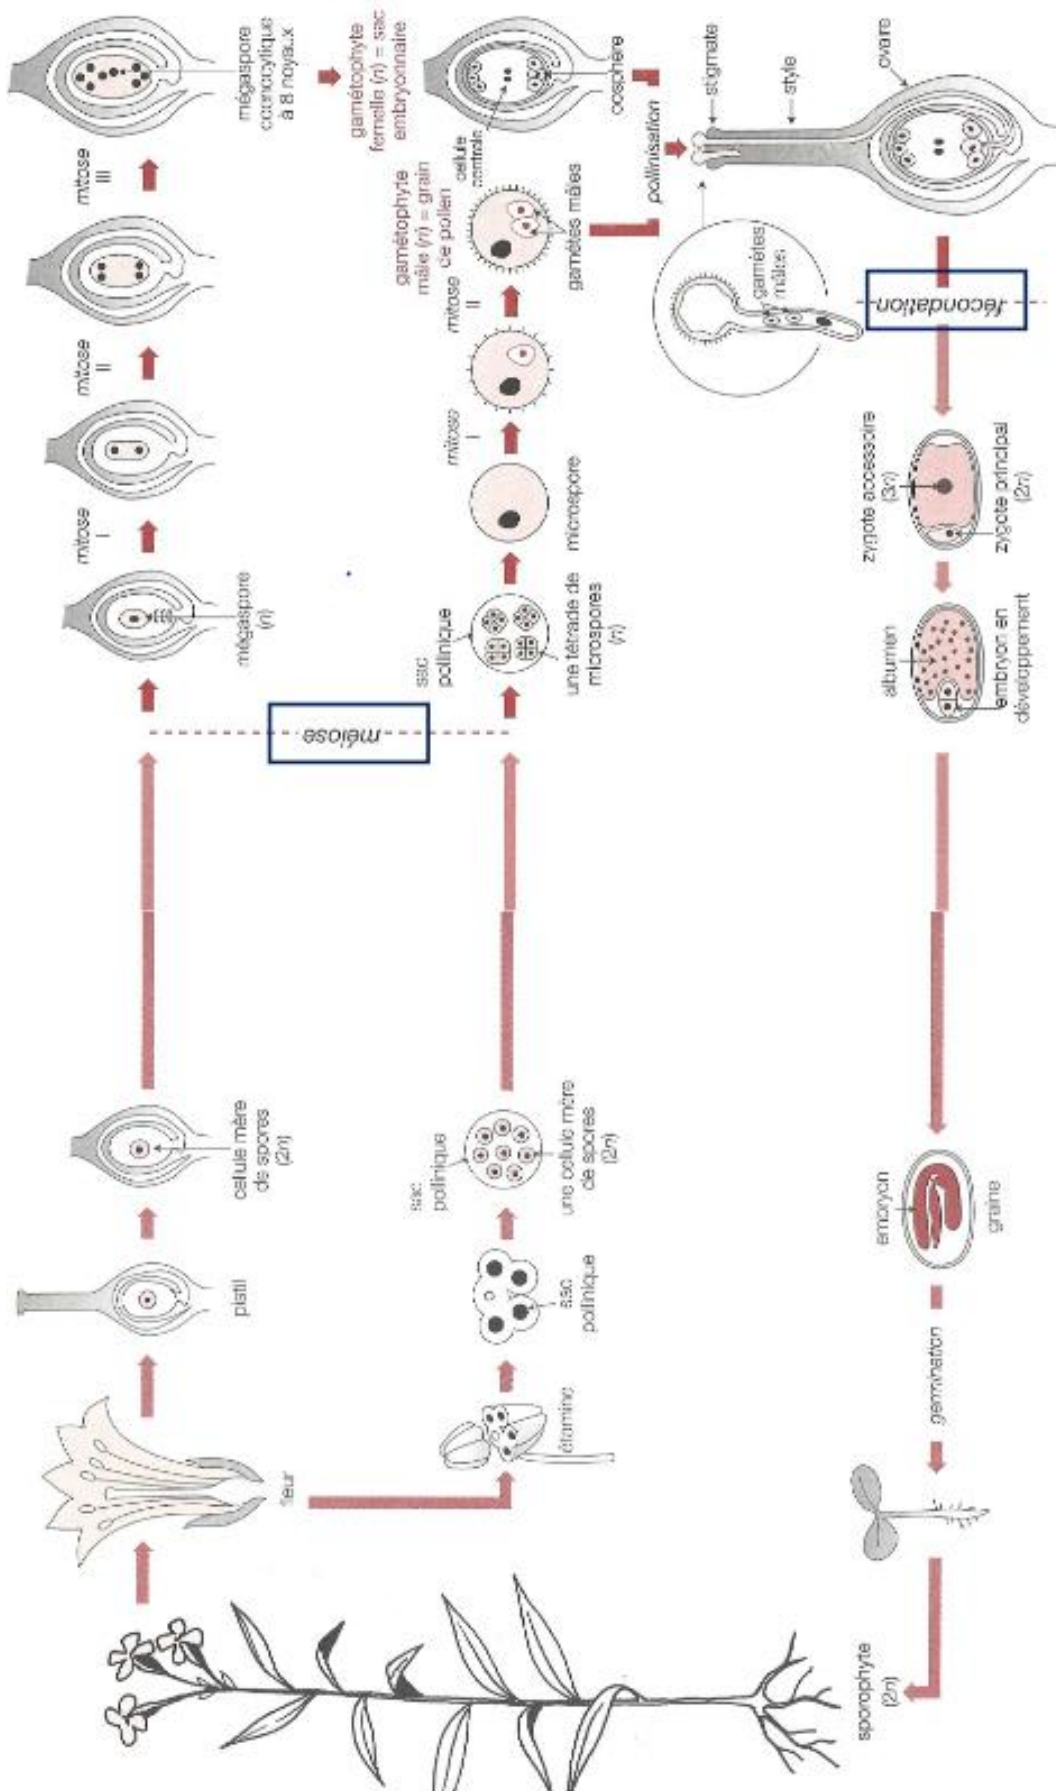 sporophyte
(2n)
fleur
pistil
cellule mère
de spores
(2n)
mégaspore
(n)
mitose
I
mitose
II
mitose
III
mégaspore
coenocytique
à 8 noyaux
gamétophyte
femelle (n) = sac
embryonnaire
étamine
sac
pollinique
sac
pollinique
une cellule mère
de spores
(2n)
méiose
sac
pollinique
une tétrade de
microspores
(n)
microspore
mitose
I
mitose
II
gamétophyte
mâle (n) = grain
de pollen
gamètes mâles
cellule
centrale
oosphère
pollinisation
stigmate
style
ovaire
gamètes
mâles
fécondation
zygote accessoire
(3n)
zygote principal
(2n)
albumen
embryon en
développement
embryon
graine
germination